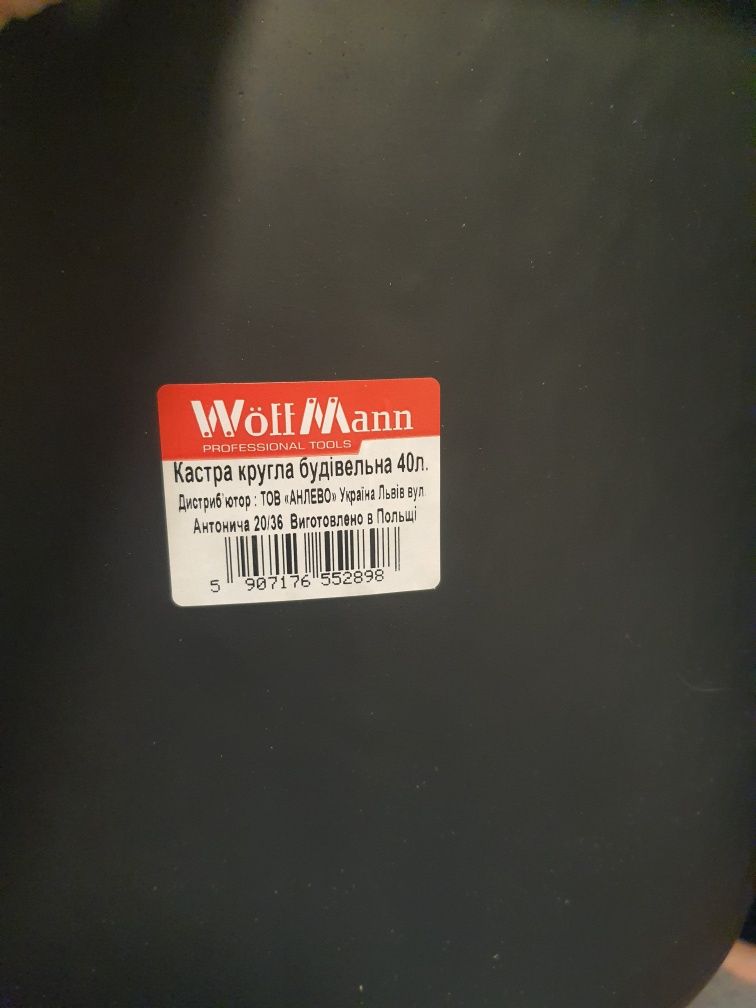 WöffMann
PROFESSIONAL TOOLS
Кастра кругла будівельна 40л.
Дистриб'ютор : ТОВ «АНЛЕВО» Україна Львів вул.
Антонича 20/36 Виготовлено в Польщі
5 907176 552898